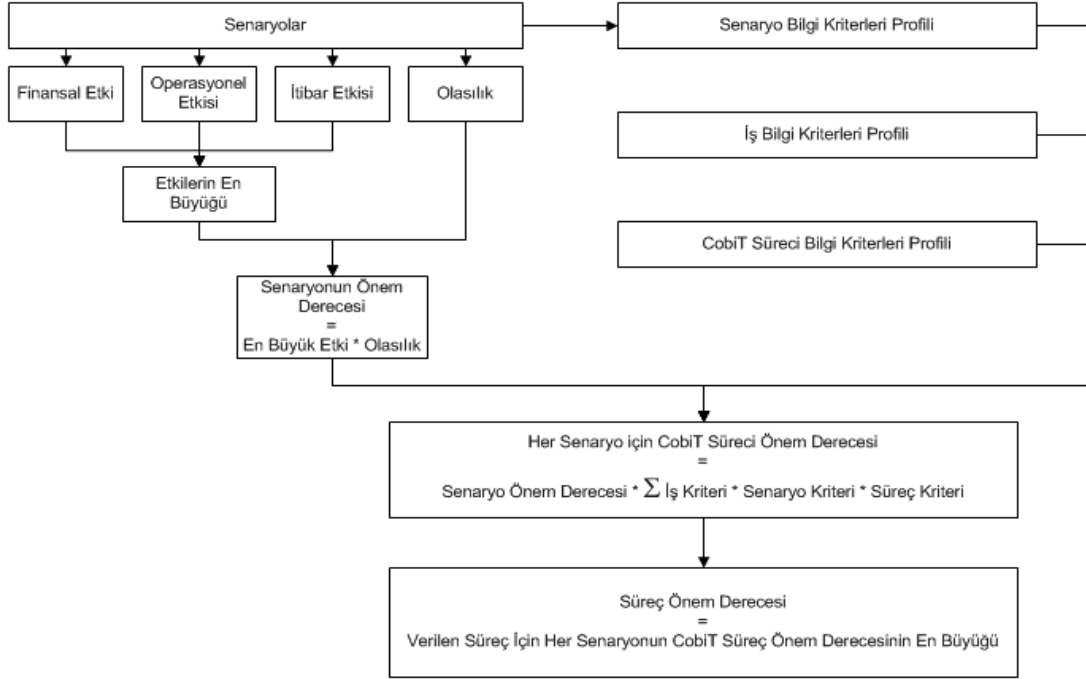 Senaryolar
Senaryo Bilgi Kriterleri Profili
Finansal Etki
Operasyonel
Etkisi
İtibar Etkisi
Olasılık
İş Bilgi Kriterleri Profili
Etkilerin En
Büyüğü
CobiT Süreci Bilgi Kriterleri Profili
Senaryonun Önem
Derecesi
=
En Büyük Etki * Olasılık
Her Senaryo için CobiT Süreci Önem Derecesi
=
Senaryo Önem Derecesi * ∑ İş Kriteri * Senaryo Kriteri * Süreç Kriteri
Süreç Önem Derecesi
=
Verilen Süreç İçin Her Senaryonun CobiT Süreç Önem Derecesinin En Büyüğü